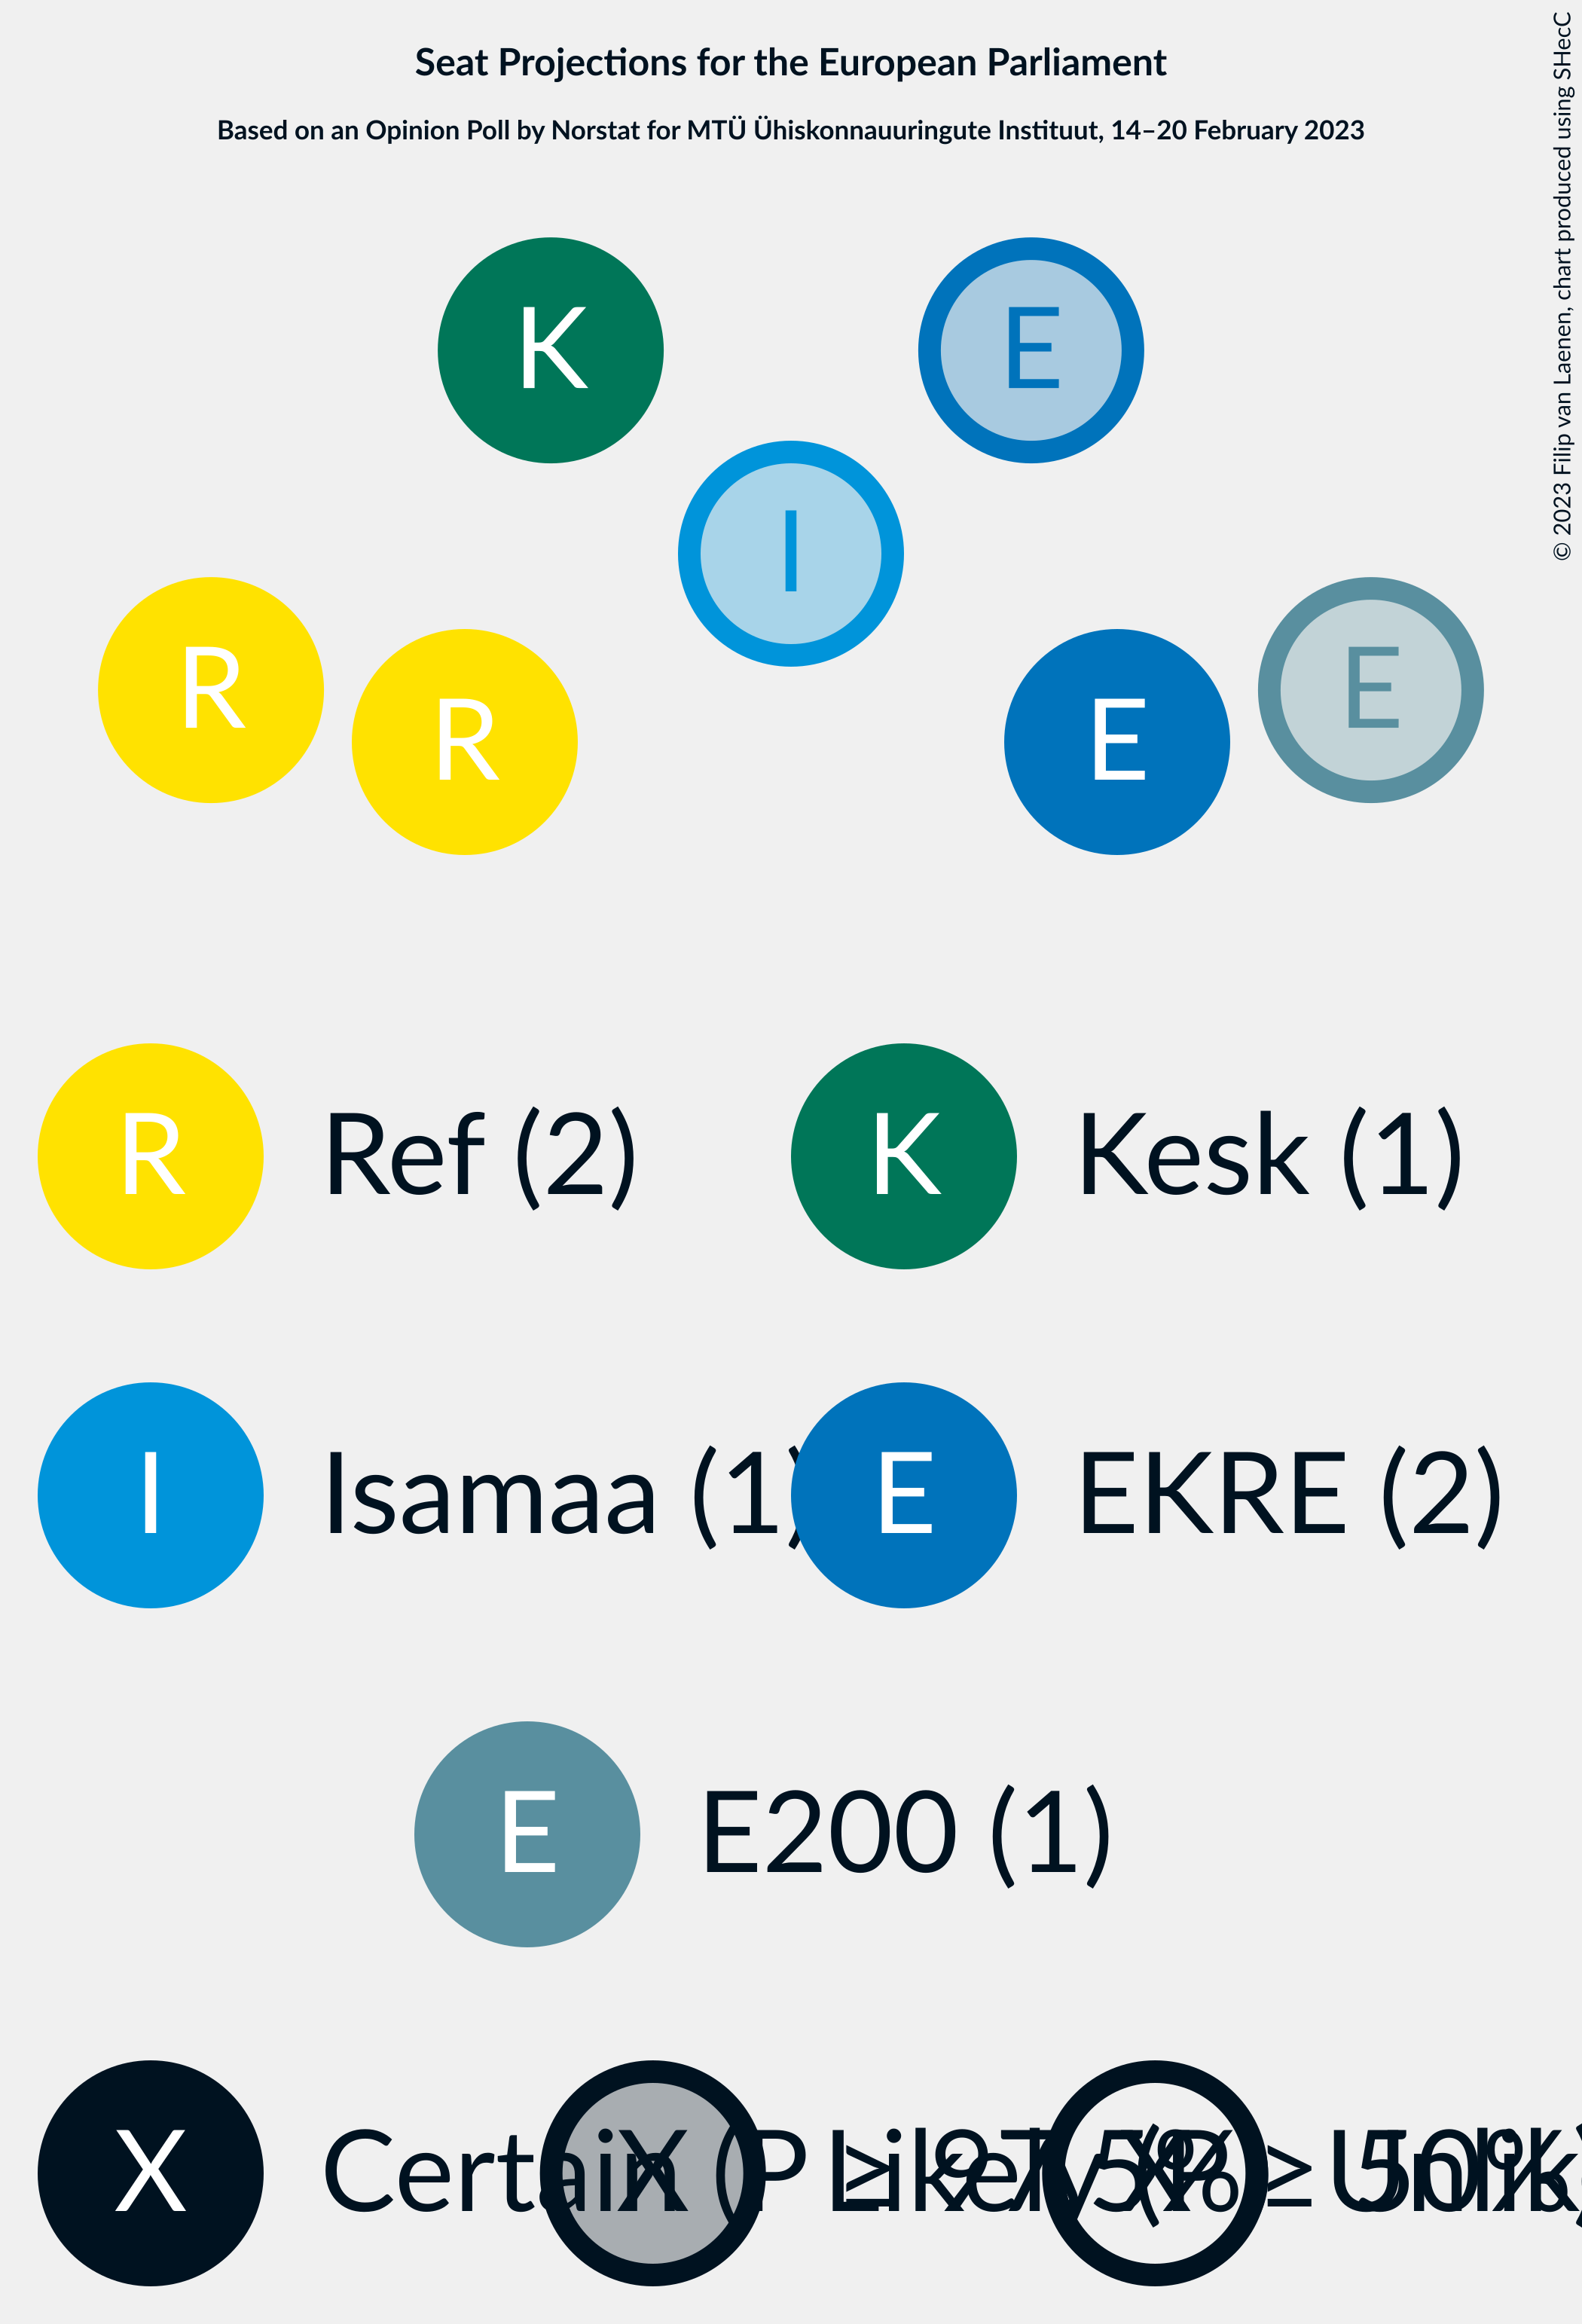 Seat Projections for the European Parliament
Based on an Opinion Poll by Norstat for MTÜ Ühiskonnauuringute Instituut, 14–20 February 2023
© 2023 Filip van Laenen, chart produced using SHecC
K E
I
R E
R E
R Ref (2) K Kesk (1)
I Isamaa (1) E EKRE (2)
E E200 (1)
X Certain (P ≥ X Likely X